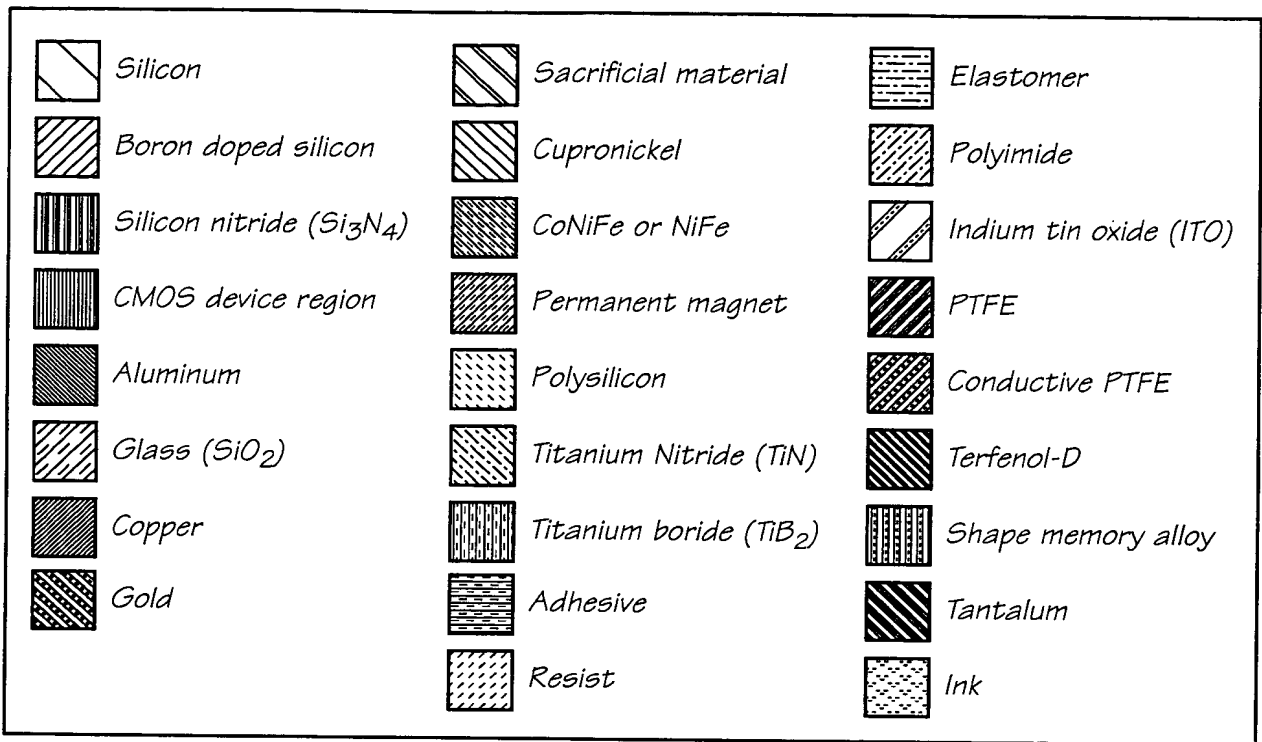 Silicon
Boron doped silicon
Silicon nitride (Si₃N₄)
CMOS device region
Aluminum
Glass (SiO₂)
Copper
Gold
Sacrificial material
Cupronickel
CoNiFe or NiFe
Permanent magnet
Polysilicon
Titanium Nitride (TiN)
Titanium boride (TiB₂)
Adhesive
Resist
Elastomer
Polyimide
Indium tin oxide (ITO)
PTFE
Conductive PTFE
Terfenol-D
Shape memory alloy
Tantalum
Ink